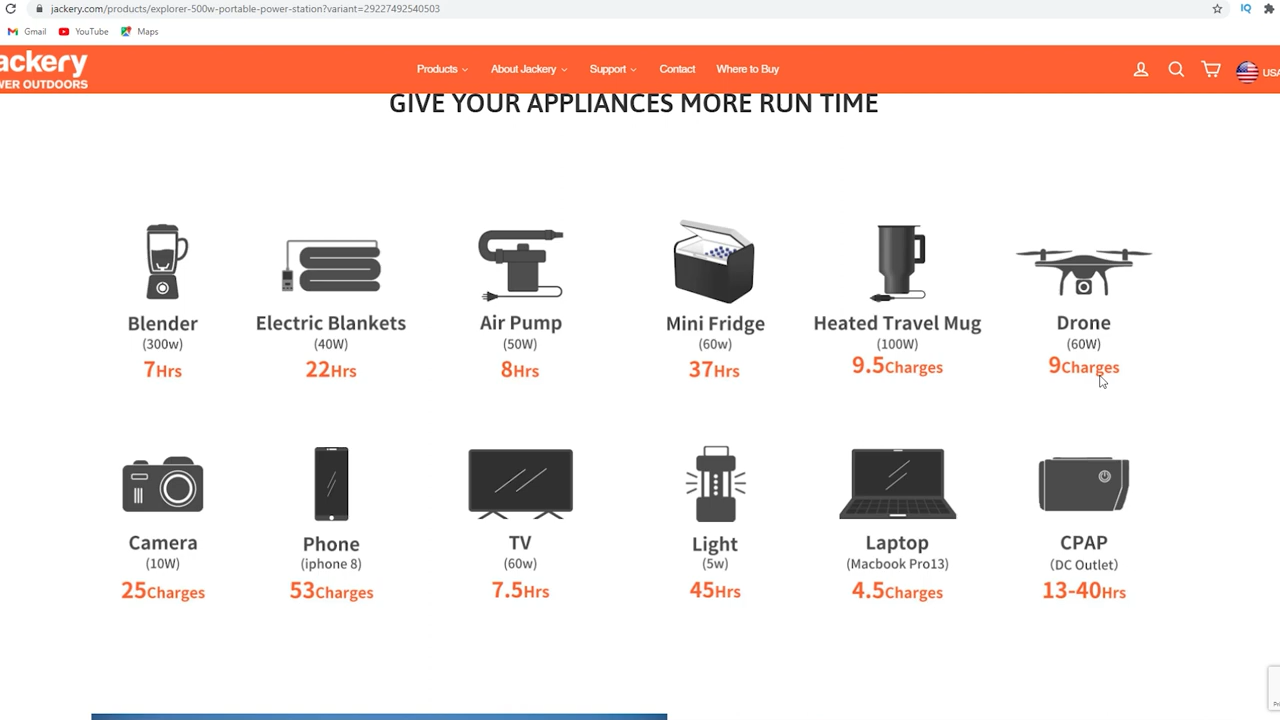 jackery.com/products/explorer-500w-portable-power-station?variant=29227492540503
IQ
Gmail YouTube Maps
ackery
WER OUTDOORS
Products About Jackery Support Contact Where to Buy
USA
GIVE YOUR APPLIANCES MORE RUN TIME
Blender Electric Blankets Air Pump Mini Fridge Heated Travel Mug Drone
(300w) (40W) (50W) (60w) (100W) (60W)
7Hrs 22Hrs 8Hrs 37Hrs 9.5Charges 9Charges
Camera Phone TV Light Laptop CPAP
(10W) (iphone 8) (60w) (5w) (Macbook Pro13) (DC Outlet)
25Charges 53Charges 7.5Hrs 45Hrs 4.5Charges 13-40Hrs